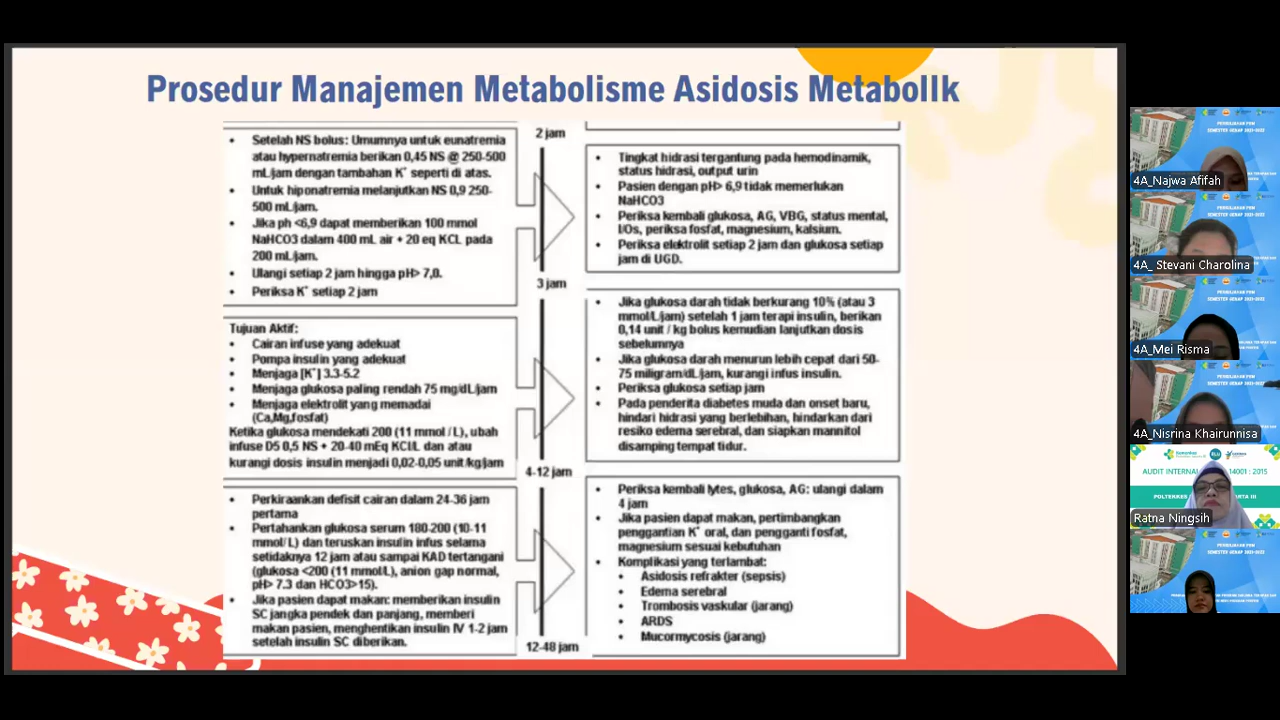 Prosedur Manajemen Metabolisme Asidosis Metabollk
Setelah NS bolus: Umumnya untuk eunatremia
atau hypernatremia berikan 0,45 NS @ 250-500
mL/jam dengan tambahan K⁺ seperti di atas.
Untuk hiponatremia melanjutkan NS 0,9 250-
500 mL/jam.
Jika ph <6,9 dapat memberikan 100 mmol
NaHCO3 dalam 400 mL air + 20 eq KCL pada
200 mL/jam.
Ulangi setiap 2 jam hingga pH> 7,0.
Periksa K⁺ setiap 2 jam
Tujuan Aktif:
Cairan infuse yang adekuat
Pompa insulin yang adekuat
Menjaga [K⁺] 3.3-5.2
Menjaga glukosa paling rendah 75 mg/dL/jam
Menjaga elektrolit yang memadai
(Ca,Mg,fosfat)
Ketika glukosa mendekati 200 (11 mmol / L), ubah
infuse D5 0,5 NS + 20-40 mEq KCl/L dan atau
kurangi dosis insulin menjadi 0,02-0,05 unit/kg/jam
Perkiraankan defisit cairan dalam 24-36 jam
pertama
Pertahankan glukosa serum 180-200 (10-11
mmol/ L) dan teruskan insulin infus selama
setidaknya 12 jam atau sampai KAD tertangani
(glukosa <200 (11 mmol/L), anion gap normal,
pH> 7.3 dan HCO3>15).
Jika pasien dapat makan: memberikan insulin
SC jangka pendek dan panjang, memberi
makan pasien, menghentikan insulin IV 1-2 jam
setelah insulin SC diberikan.
2 jam
3 jam
4-12 jam
12-48 jam
Tingkat hidrasi tergantung pada hemodinamik,
status hidrasi, output urin
Pasien dengan pH> 6,9 tidak memerlukan
NaHCO3
Periksa kembali glukosa, AG, VBG, status mental,
I/Os, periksa fosfat, magnesium, kalsium.
Periksa elektrolit setiap 2 jam dan glukosa setiap
jam di UGD.
Jika glukosa darah tidak berkurang 10% (atau 3
mmol/L/jam) setelah 1 jam terapi insulin, berikan
0,14 unit / kg bolus kemudian lanjutkan dosis
sebelumnya
Jika glukosa darah menurun lebih cepat dari 50-
75 miligram/dL/jam, kurangi infus insulin.
Periksa glukosa setiap jam
Pada penderita diabetes muda dan onset baru,
hindari hidrasi yang berlebihan, hindarkan dari
resiko edema serebral, dan siapkan mannitol
disamping tempat tidur.
Periksa kembali lytes, glukosa, AG: ulangi dalam
4 jam
Jika pasien dapat makan, pertimbangkan
penggantian K⁺ oral, dan pengganti fosfat,
magnesium sesuai kebutuhan
Komplikasi yang terlambat:
Asidosis refrakter (sepsis)
Edema serebral
Trombosis vaskular (jarang)
ARDS
Mucormycosis (jarang)
4A_Najwa Afifah
4A_ Stevani Charolina
4A_Mei Risma
4A_Nisrina Khairunnisa
AUDIT INTERNAL
14001 : 2015
Ratna Ningsih